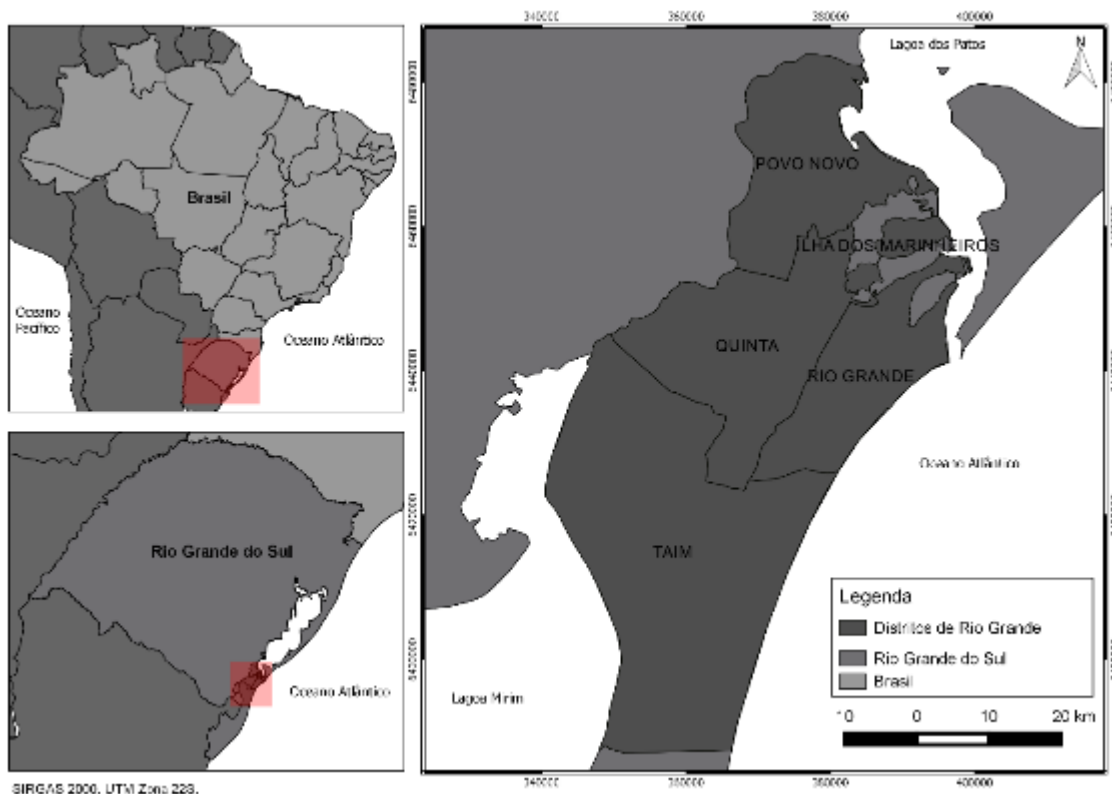 Brasil
Oceano
Pacífico
Oceano Atlântico
Rio Grande do Sul
Oceano Atlântico
SIRGAS 2000, UTM Zona 22S.
340000 360000 380000 400000
Lagoa dos Patos
N
POVO NOVO
ILHA DOS MARINHEIROS
QUINTA
RIO GRANDE
Oceano Atlântico
TAIM
Lagoa Mirim
Legenda
Distritos de Rio Grande
Rio Grande do Sul
Brasil
10 0 10 20 km
340000 360000 380000 400000